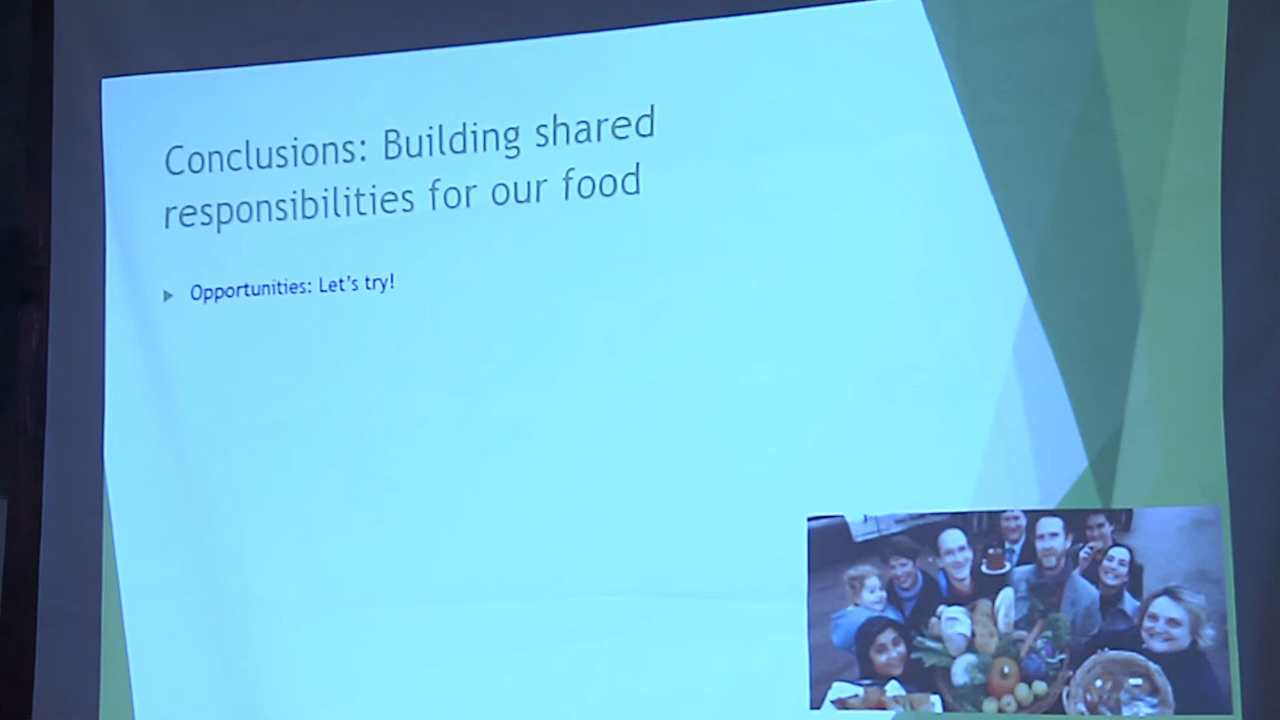 Conclusions: Building shared
responsibilities for our food
Opportunities: Let's try!